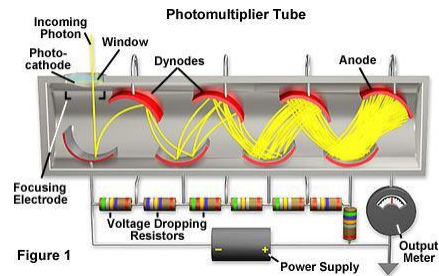 Photomultiplier Tube
Incoming
Photon
Window
Photo-
cathode
Dynodes
Anode
Focusing
Electrode
Voltage Dropping
Resistors
Figure 1
-
+
Power Supply
Output
Meter